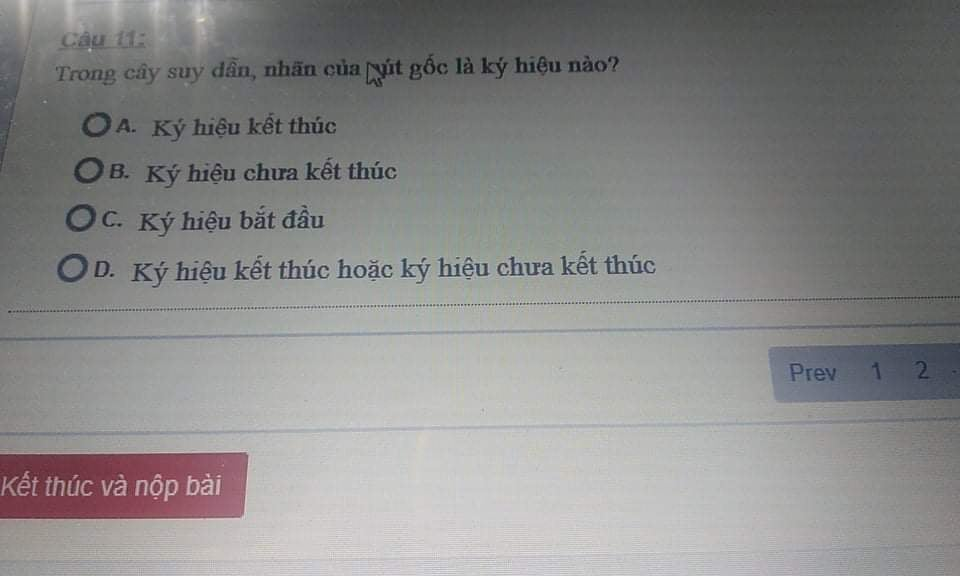 Câu 11:
Trong cây suy dẫn, nhãn của nút gốc là ký hiệu nào?
A. Ký hiệu kết thúc
B. Ký hiệu chưa kết thúc
C. Ký hiệu bắt đầu
D. Ký hiệu kết thúc hoặc ký hiệu chưa kết thúc
Prev 1 2
Kết thúc và nộp bài